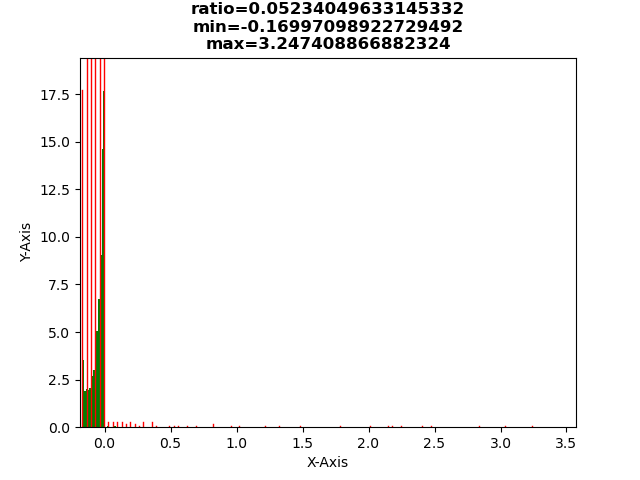 ratio=0.05234049633145332
min=-0.16997098922729492
max=3.247408866882324
17.5
15.0
12.5
10.0
7.5
5.0
2.5
0.0
Y-Axis
0.0 0.5 1.0 1.5 2.0 2.5 3.0 3.5
X-Axis